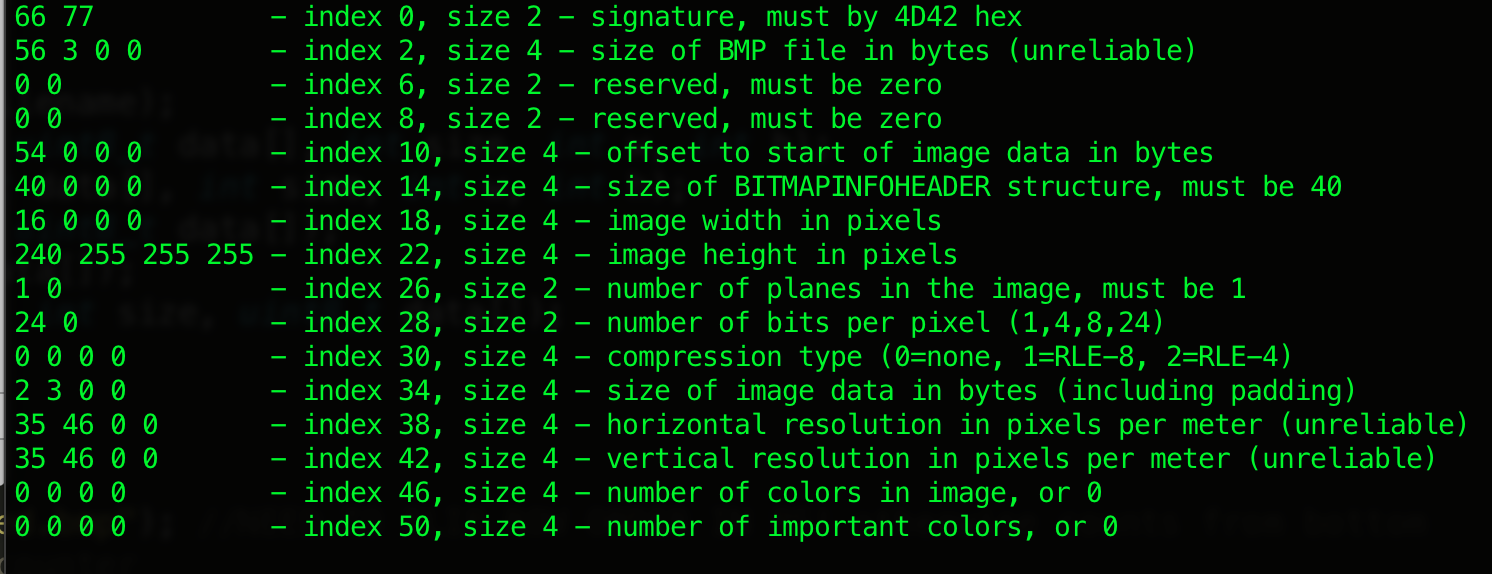 66 77 – index 0, size 2 – signature, must by 4D42 hex
56 3 0 0 – index 2, size 4 – size of BMP file in bytes (unreliable)
0 0 – index 6, size 2 – reserved, must be zero
0 0 – index 8, size 2 – reserved, must be zero
54 0 0 0 – index 10, size 4 – offset to start of image data in bytes
40 0 0 0 – index 14, size 4 – size of BITMAPINFOHEADER structure, must be 40
16 0 0 0 – index 18, size 4 – image width in pixels
240 255 255 255 – index 22, size 4 – image height in pixels
1 0 – index 26, size 2 – number of planes in the image, must be 1
24 0 – index 28, size 2 – number of bits per pixel (1,4,8,24)
0 0 0 0 – index 30, size 4 – compression type (0=none, 1=RLE–8, 2=RLE–4)
2 3 0 0 – index 34, size 4 – size of image data in bytes (including padding)
35 46 0 0 – index 38, size 4 – horizontal resolution in pixels per meter (unreliable)
35 46 0 0 – index 42, size 4 – vertical resolution in pixels per meter (unreliable)
0 0 0 0 – index 46, size 4 – number of colors in image, or 0
0 0 0 0 – index 50, size 4 – number of important colors, or 0